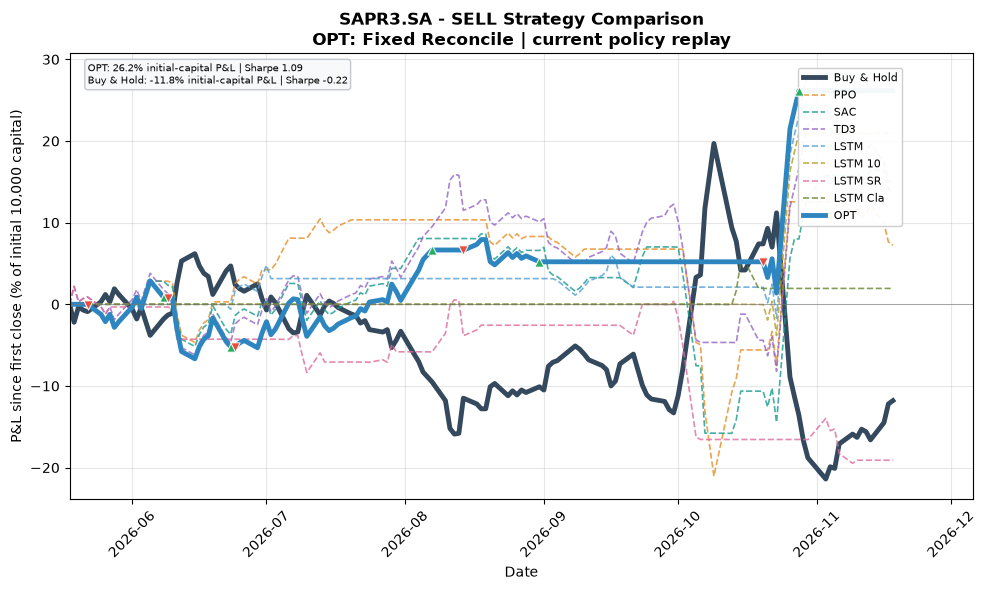 SAPR3.SA - SELL Strategy Comparison
OPT: Fixed Reconcile | current policy replay
OPT: 26.2% initial-capital P&L | Sharpe 1.09
Buy & Hold: -11.8% initial-capital P&L | Sharpe -0.22
Buy & Hold
PPO
SAC
TD3
LSTM
LSTM 10
LSTM SR
LSTM Cla
OPT
P&L since first close (% of initial 10,000 capital)
30
20
10
0
−10
−20
2026-06
2026-07
2026-08
2026-09
2026-10
2026-11
2026-12
Date